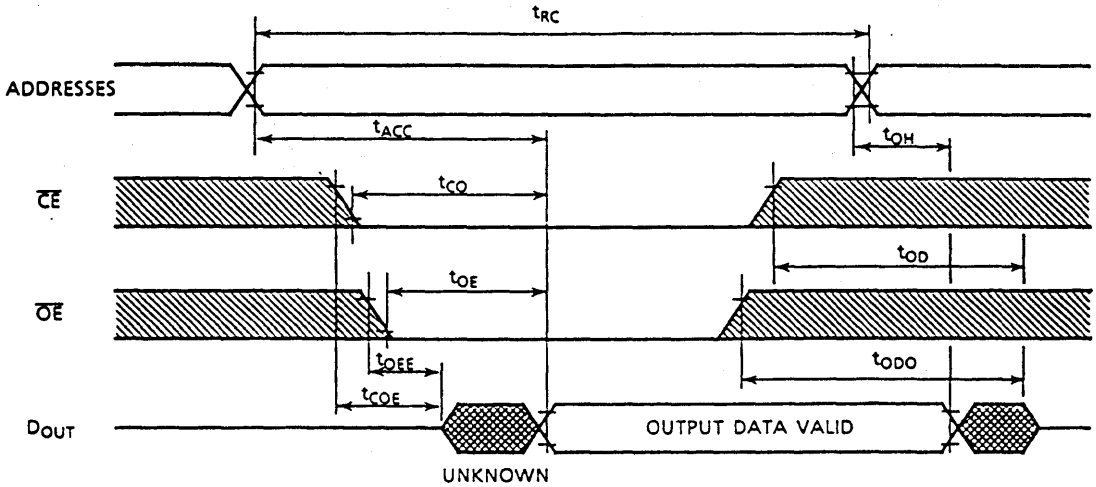 tRC
ADDRESSES
tACC
tOH
tCO
CE
tOD
tOE
OE
tOEE
tODO
tCOE
DOUT
OUTPUT DATA VALID
UNKNOWN